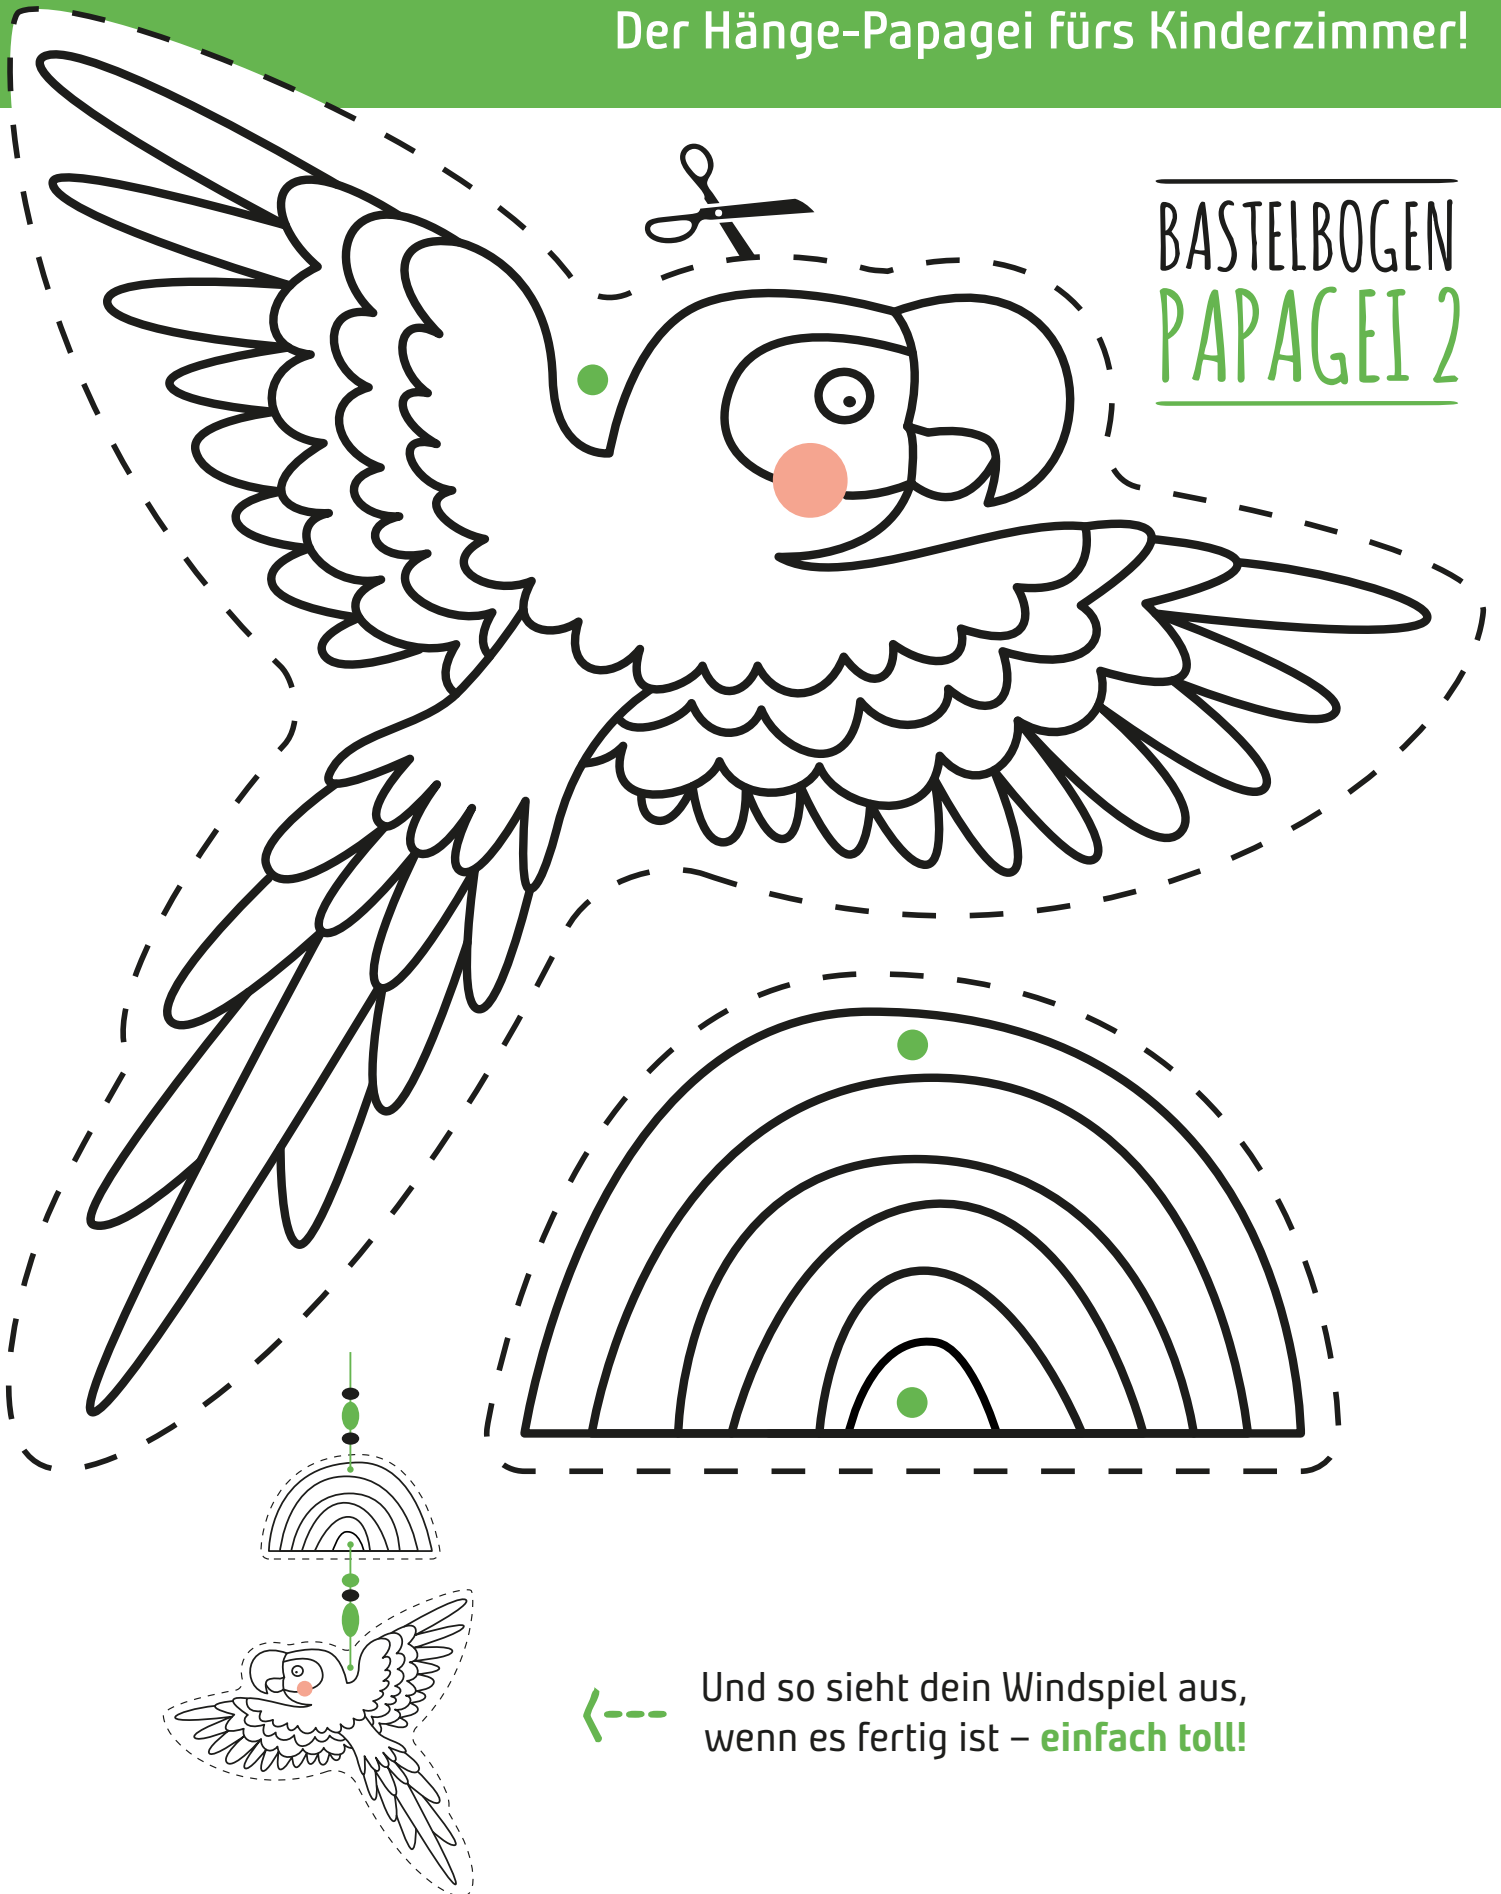 Der Hänge-Papagei fürs Kinderzimmer!
BASTELBOGEN
PAPAGEI 2
Und so sieht dein Windspiel aus,
wenn es fertig ist – einfach toll!